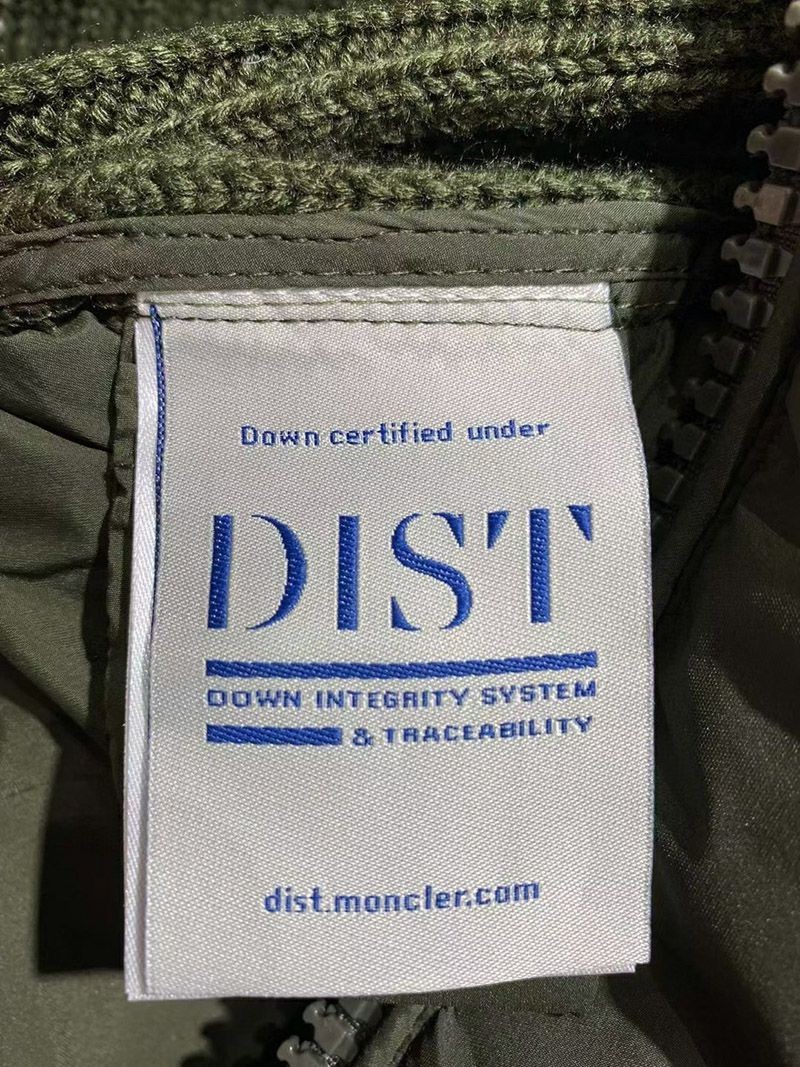 Down certified under
DIST
DOWN INTEGRITY SYSTEM
& TRACEABILITY
dist.moncler.com